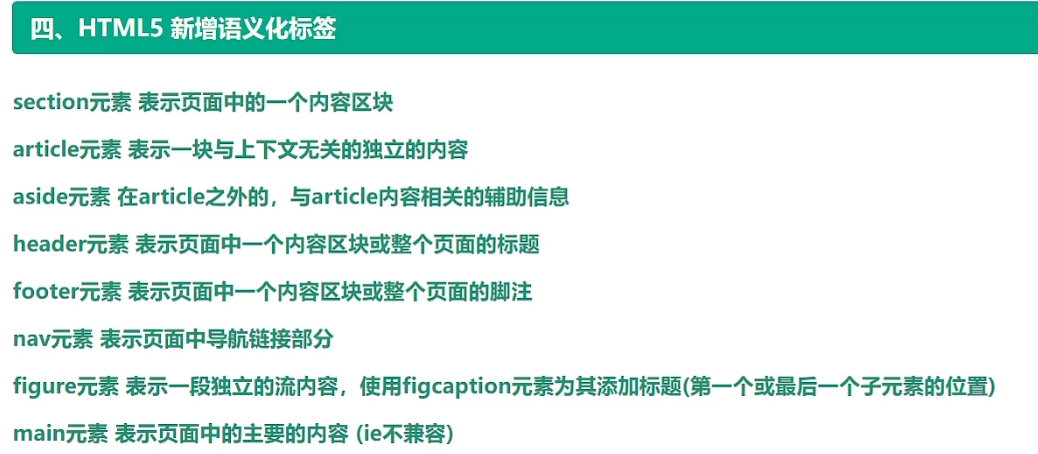 四、HTML5 新增语义化标签
section元素 表示页面中的一个内容区块
article元素 表示一块与上下文无关的独立的内容
aside元素 在article之外的，与article内容相关的辅助信息
header元素 表示页面中一个内容区块或整个页面的标题
footer元素 表示页面中一个内容区块或整个页面的脚注
nav元素 表示页面中导航链接部分
figure元素 表示一段独立的流内容，使用figcaption元素为其添加标题(第一个或最后一个子元素的位置)
main元素 表示页面中的主要的内容 (ie不兼容)